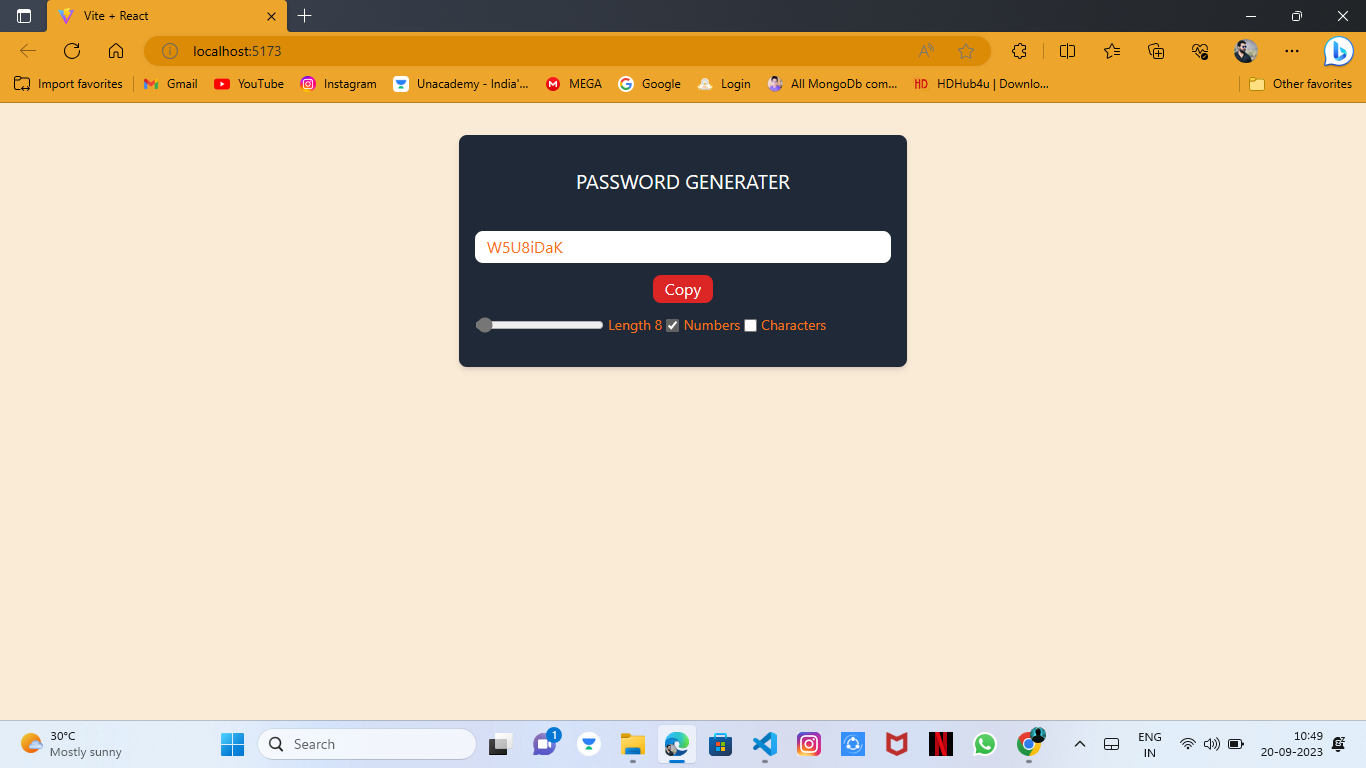 Vite + React
localhost:5173
Import favorites Gmail YouTube Instagram Unacademy - India'... MEGA Google Login All MongoDb com... HD HDHub4u | Downlo... Other favorites
PASSWORD GENERATER
W5U8iDaK
Copy
Length 8 Numbers Characters
30°C
Mostly sunny
Search
1
ENG
IN
10:49
20-09-2023